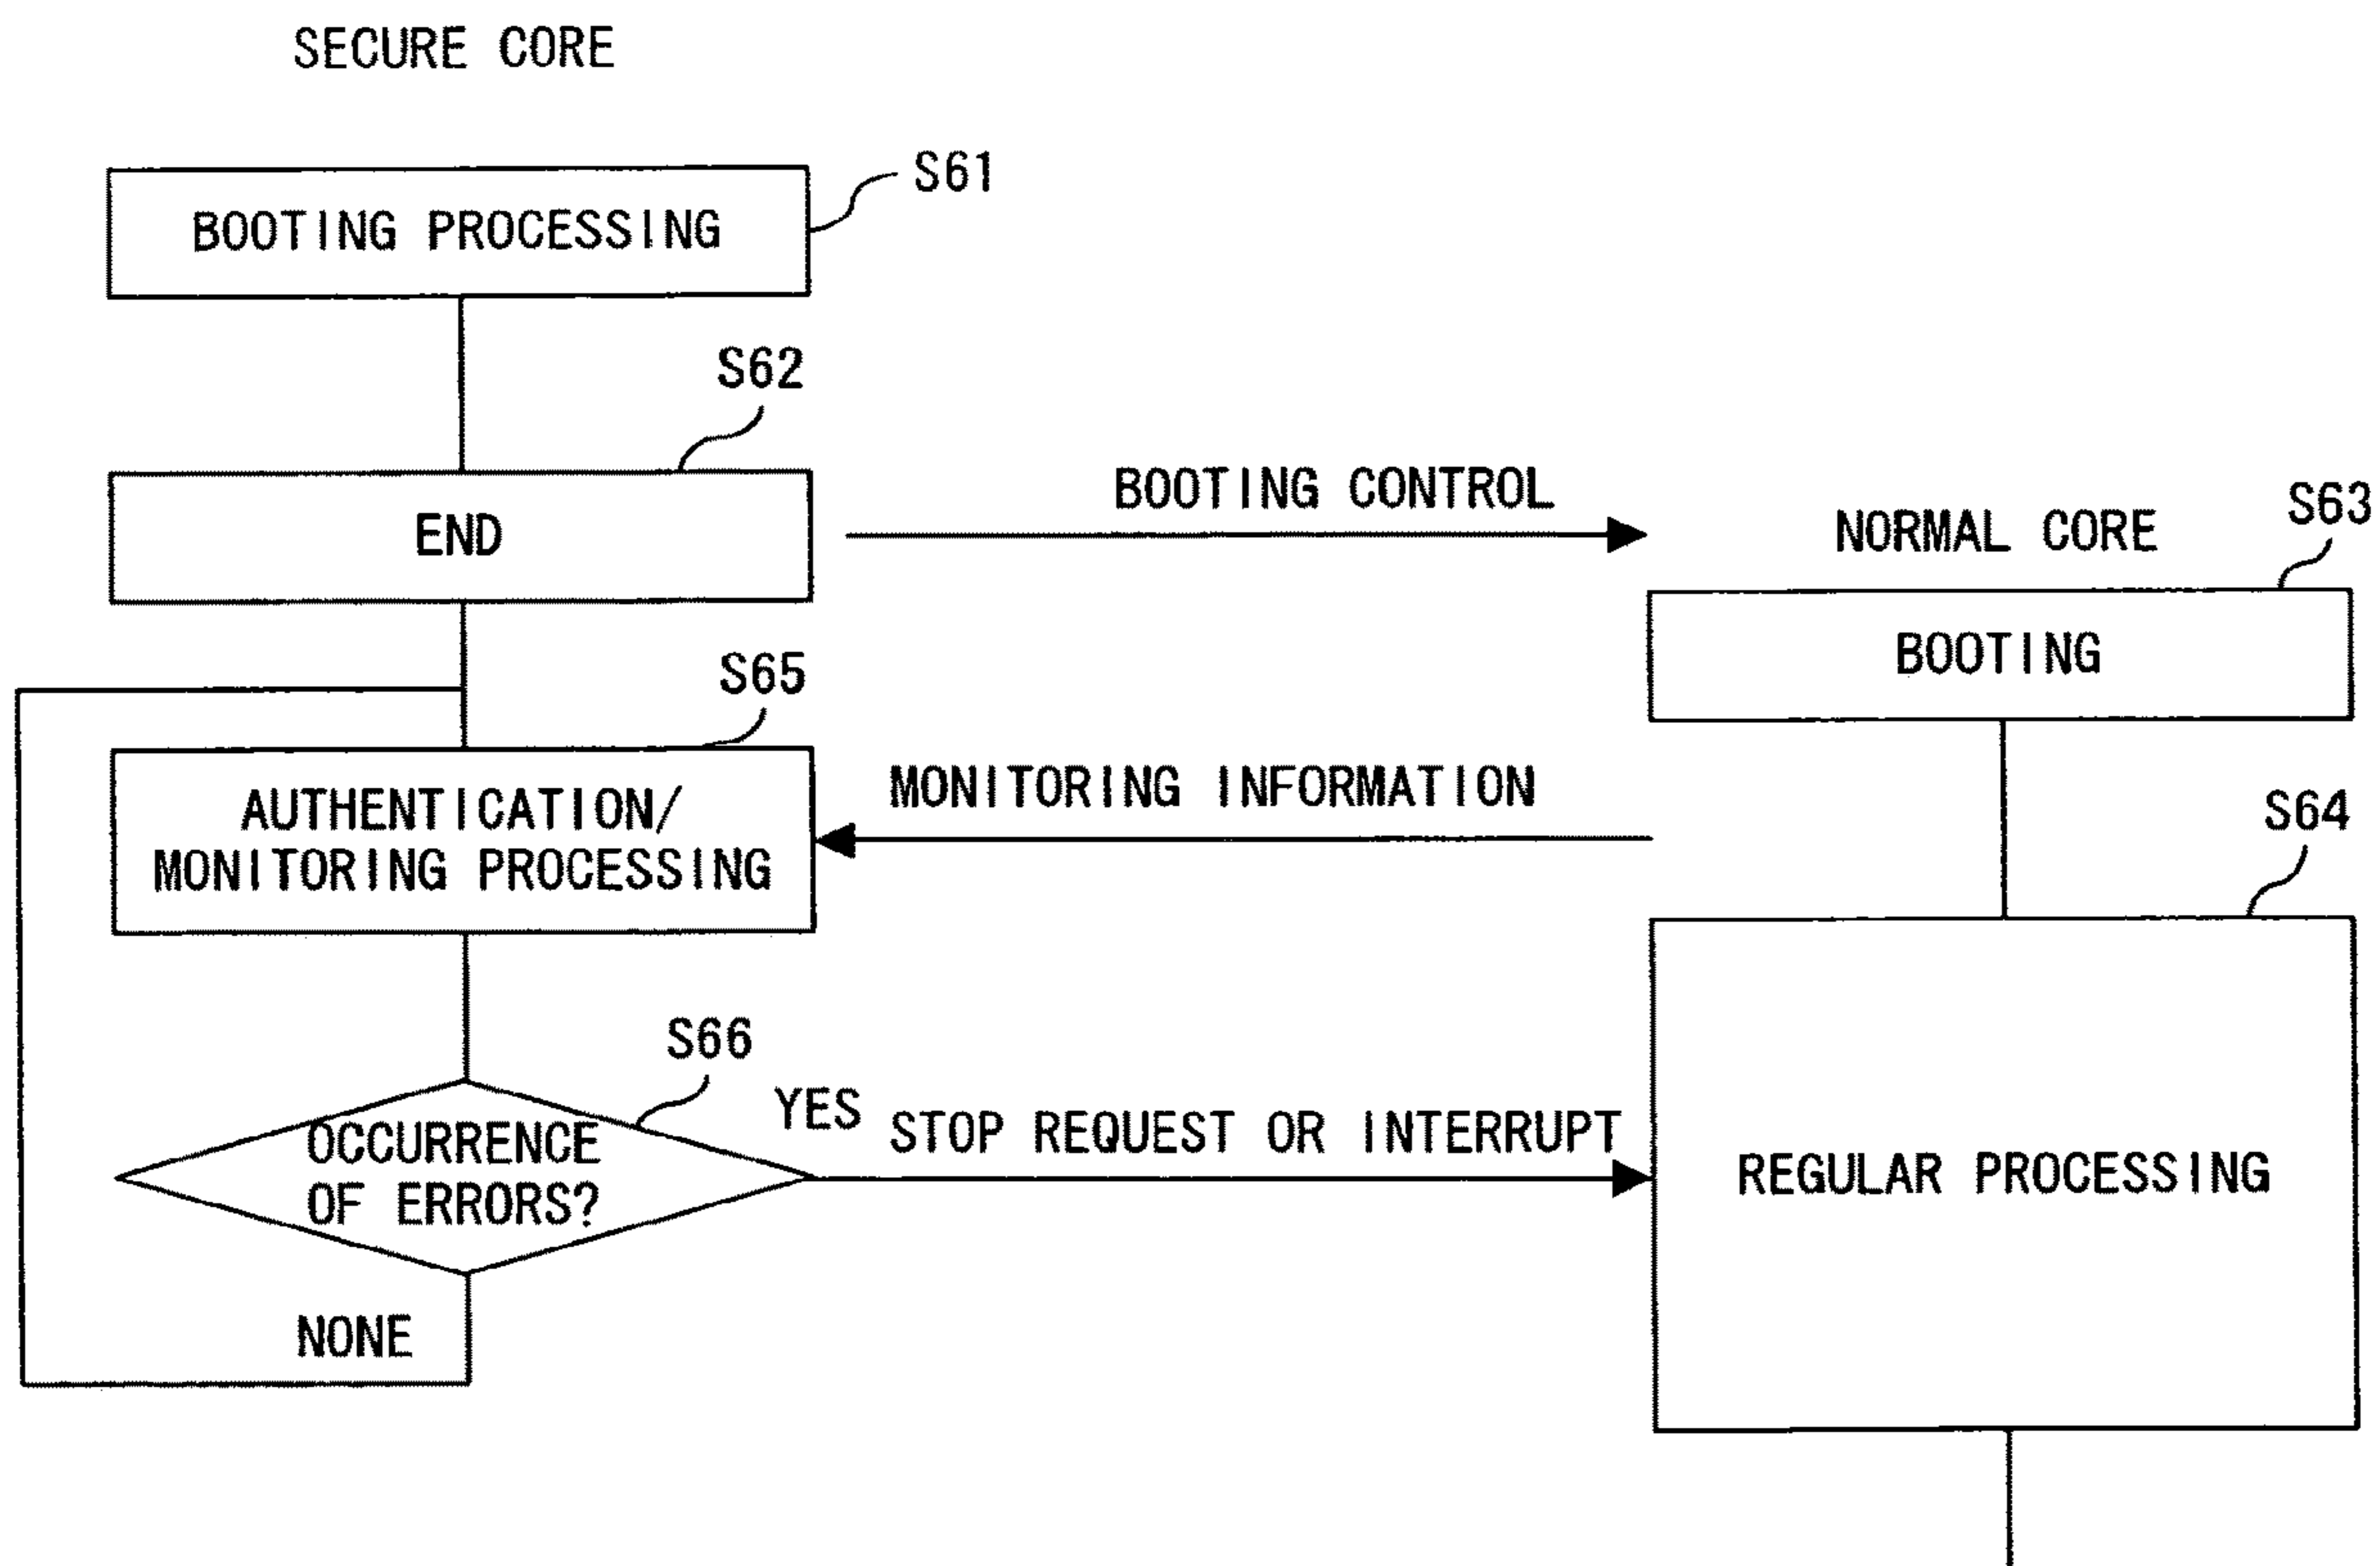 SECURE CORE
S61
BOOTING PROCESSING
S62
END
BOOTING CONTROL
NORMAL CORE
S63
BOOTING
S65
AUTHENTICATION/
MONITORING PROCESSING
MONITORING INFORMATION
S64
S66
OCCURRENCE
OF ERRORS?
YES
STOP REQUEST OR INTERRUPT
REGULAR PROCESSING
NONE